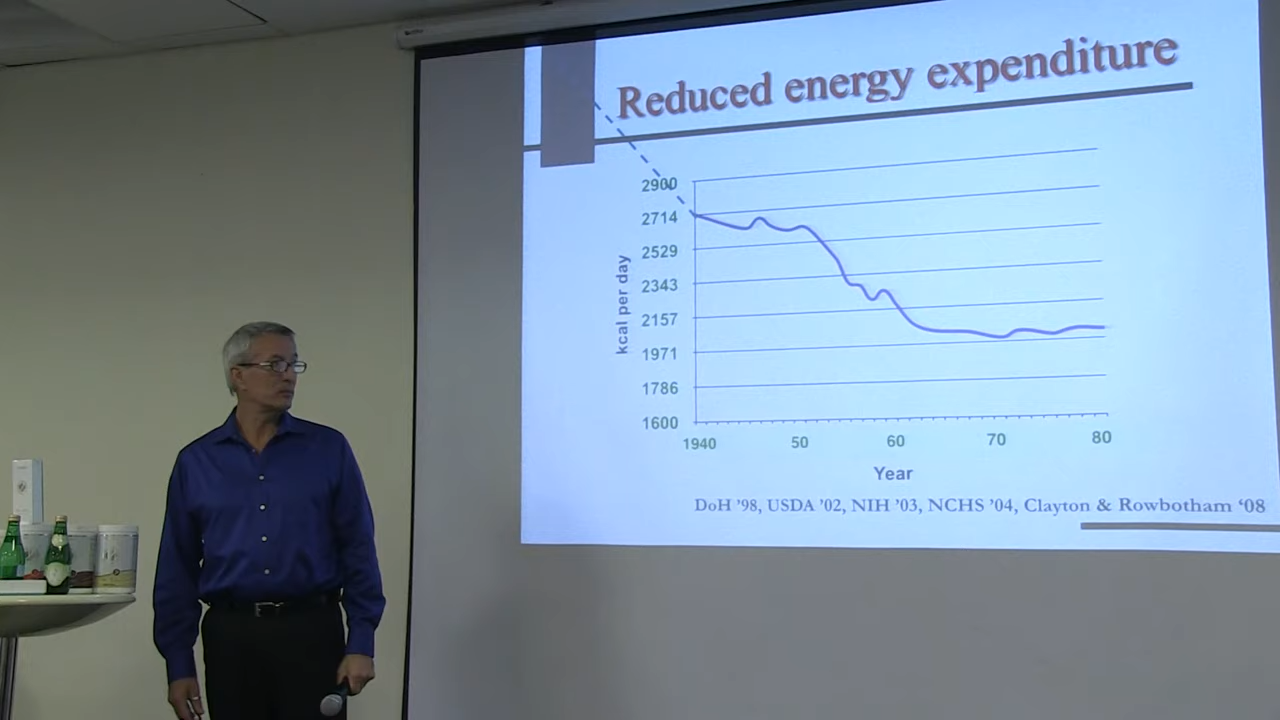 Reduced energy expenditure
2900
2714
2529
2343
2157
1971
1786
1600
kcal per day
1940 50 60 70 80
Year
DoH '98, USDA '02, NIH '03, NCHS '04, Clayton & Rowbotham ‘08